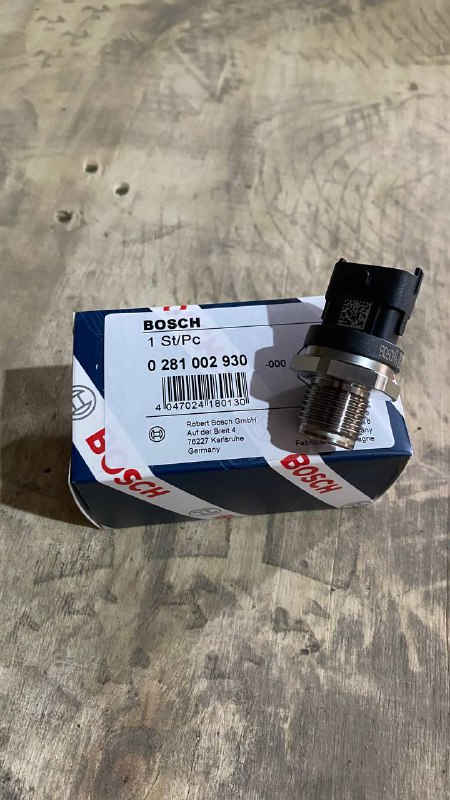 BOSCH
1 St/Pc
0 281 002 930
-000
4 047024 180130
Robert Bosch GmbH
Auf der Breit 4
76227 Karlsruhe
Germany
BOSCH
BOSCH
BOSCH